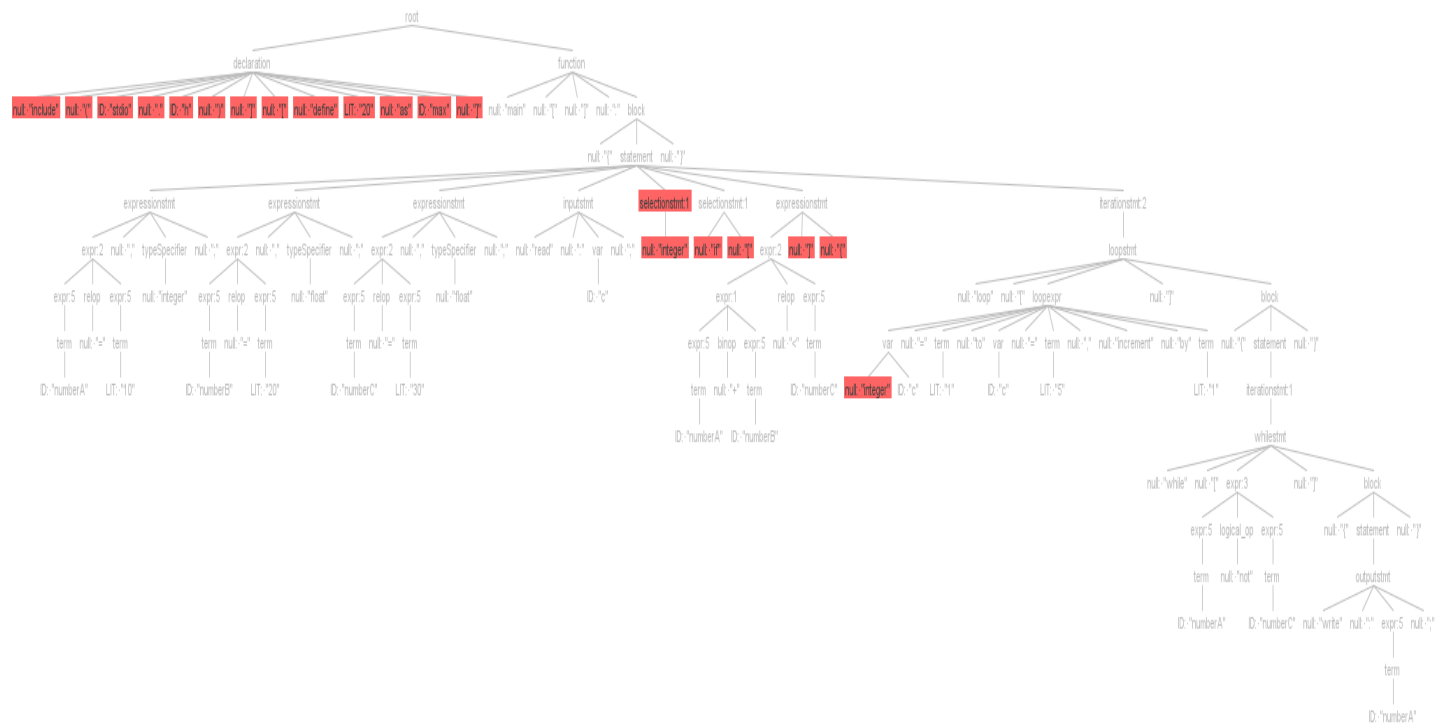 root
declaration function
null:·"include" null:·"(" ID:·"stdio" null:·"." ID:·"h" null:·")" null:·"]" null:·"[" null:·"define" LIT:·"20" null:·"as" ID:·"max" null:·"]" null:·"main" null:·"[" null:·"]" null:·":" block
null:·"{" statement null:·"}"
expressionstmt expressionstmt expressionstmt inputstmt selectionstmt:1 selectionstmt:1 expressionstmt iterationstmt:2
expr:2 null:·"," typeSpecifier null:·";" expr:2 null:·"," typeSpecifier null:·";" expr:2 null:·"," typeSpecifier null:·";" null:·"read" null:·":" var null:·";" null:·"integer" null:·"if" null:·"[" expr:2 null:·"]" null:·"{" loopstmt
expr:5 relop expr:5 null:·"integer" expr:5 relop expr:5 null:·"float" expr:5 relop expr:5 null:·"float" ID:·"c" expr:1 relop expr:5 null:·"loop" null:·"[" loopexpr null:·"]" block
term null:·"=" term term null:·"=" term term null:·"=" term expr:5 binop expr:5 null:·"<" term var null:·"=" term null:·"to" var null:·"=" term null:·"," null:·"increment" null:·"by" term null:·"{" statement null:·"}"
ID:·"numberA" LIT:·"10" ID:·"numberB" LIT:·"20" ID:·"numberC" LIT:·"30" term null:·"+" term ID:·"numberC" null:·"integer" ID:·"c" LIT:·"1" ID:·"c" LIT:·"5" LIT:·"1" iterationstmt:1
ID:·"numberA" ID:·"numberB" whilestmt
null:·"while" null:·"[" expr:3 null:·"]" block
expr:5 logical_op expr:5 null:·"{" statement null:·"}"
term null:·"not" term outputstmt
ID:·"numberA" ID:·"numberC" null:·"write" null:·":" expr:5 null:·";"
term
ID:·"numberA"